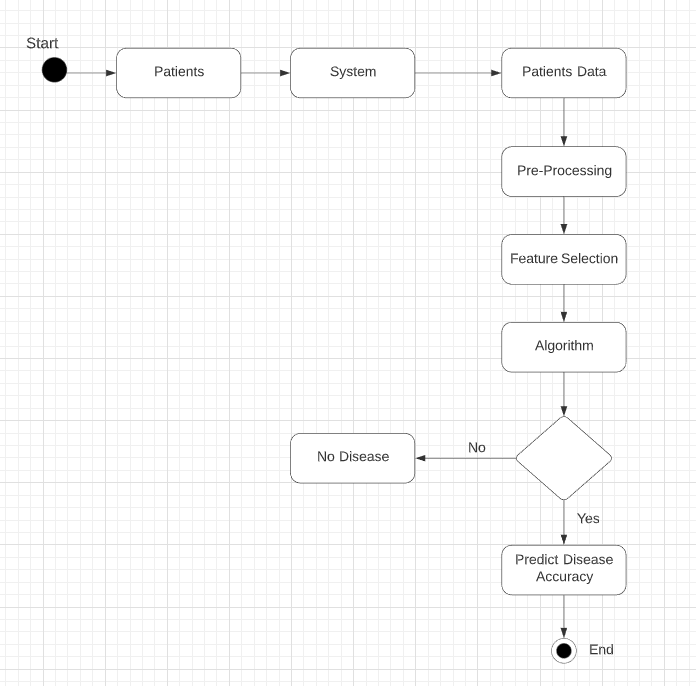 Start
Patients
System
Patients Data
Pre-Processing
Feature Selection
Algorithm
No
No Disease
Yes
Predict Disease
Accuracy
End